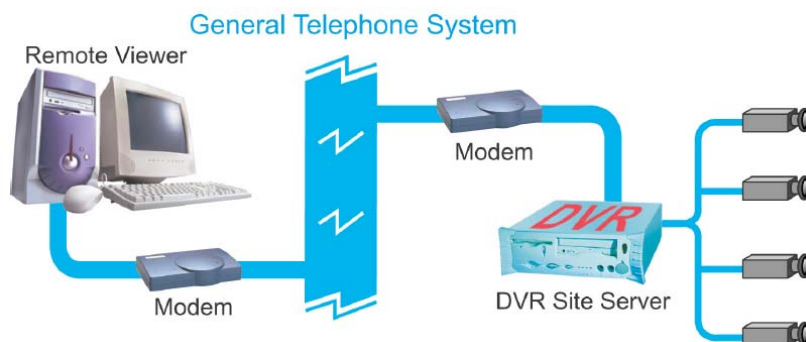 General Telephone System
Remote Viewer
Modem
DVR
Modem
DVR Site Server